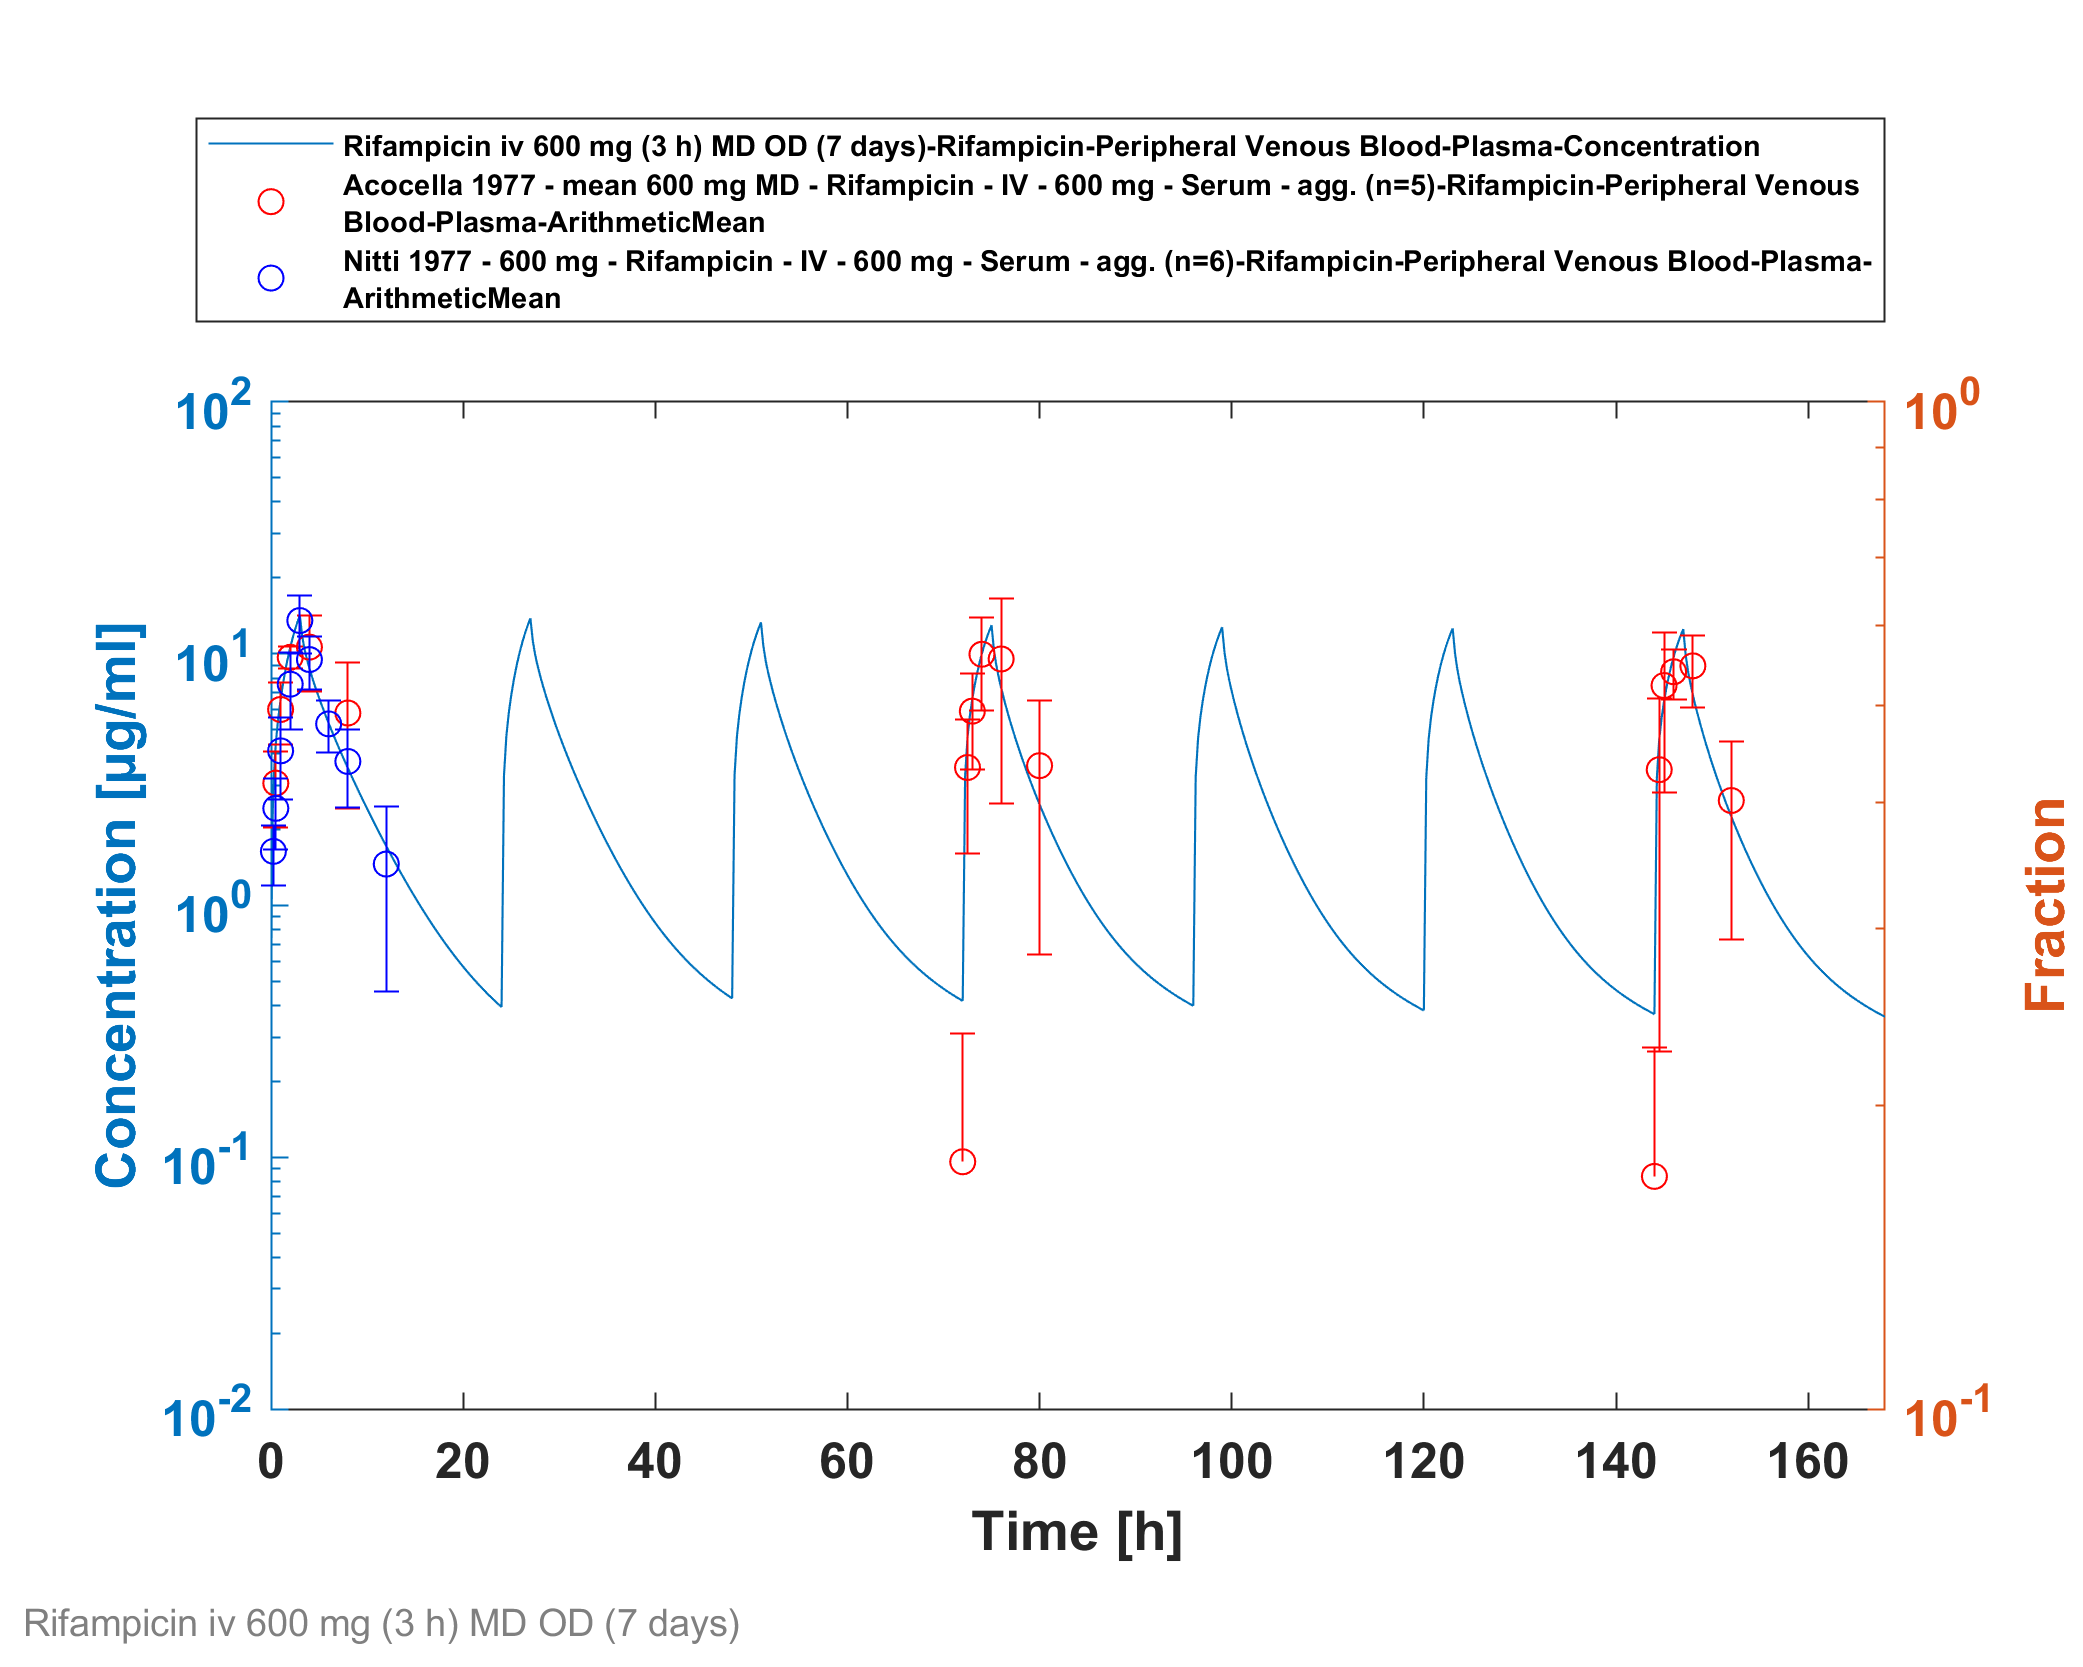 Rifampicin iv 600 mg (3 h) MD OD (7 days)-Rifampicin-Peripheral Venous Blood-Plasma-Concentration
Acocella 1977 - mean 600 mg MD - Rifampicin - IV - 600 mg - Serum - agg. (n=5)-Rifampicin-Peripheral Venous
Blood-Plasma-ArithmeticMean
Nitti 1977 - 600 mg - Rifampicin - IV - 600 mg - Serum - agg. (n=6)-Rifampicin-Peripheral Venous Blood-Plasma-
ArithmeticMean
10^2
10^1
10^0
10^-1
10^-2
Concentration [µg/ml]
10^0
10^-1
Fraction
0 20 40 60 80 100 120 140 160
Time [h]
Rifampicin iv 600 mg (3 h) MD OD (7 days)